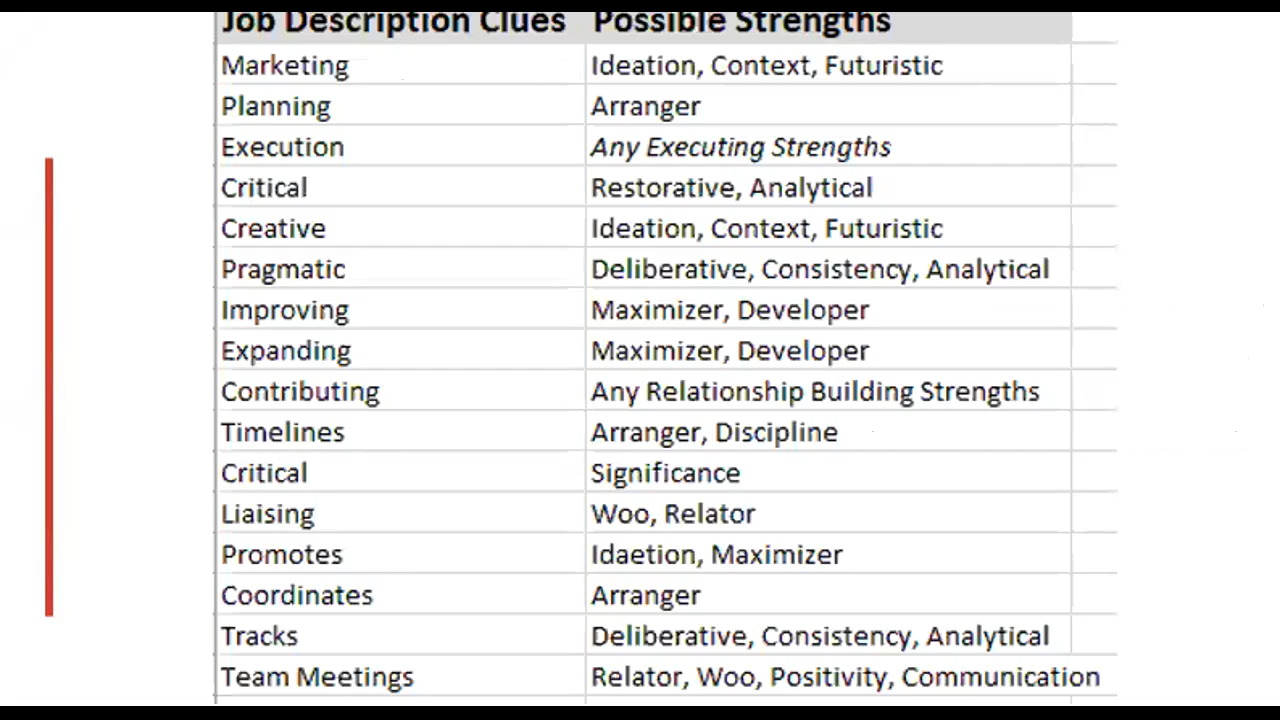 Job Description Clues Possible Strengths
Marketing Ideation, Context, Futuristic
Planning Arranger
Execution Any Executing Strengths
Critical Restorative, Analytical
Creative Ideation, Context, Futuristic
Pragmatic Deliberative, Consistency, Analytical
Improving Maximizer, Developer
Expanding Maximizer, Developer
Contributing Any Relationship Building Strengths
Timelines Arranger, Discipline
Critical Significance
Liaising Woo, Relator
Promotes Idaetion, Maximizer
Coordinates Arranger
Tracks Deliberative, Consistency, Analytical
Team Meetings Relator, Woo, Positivity, Communication